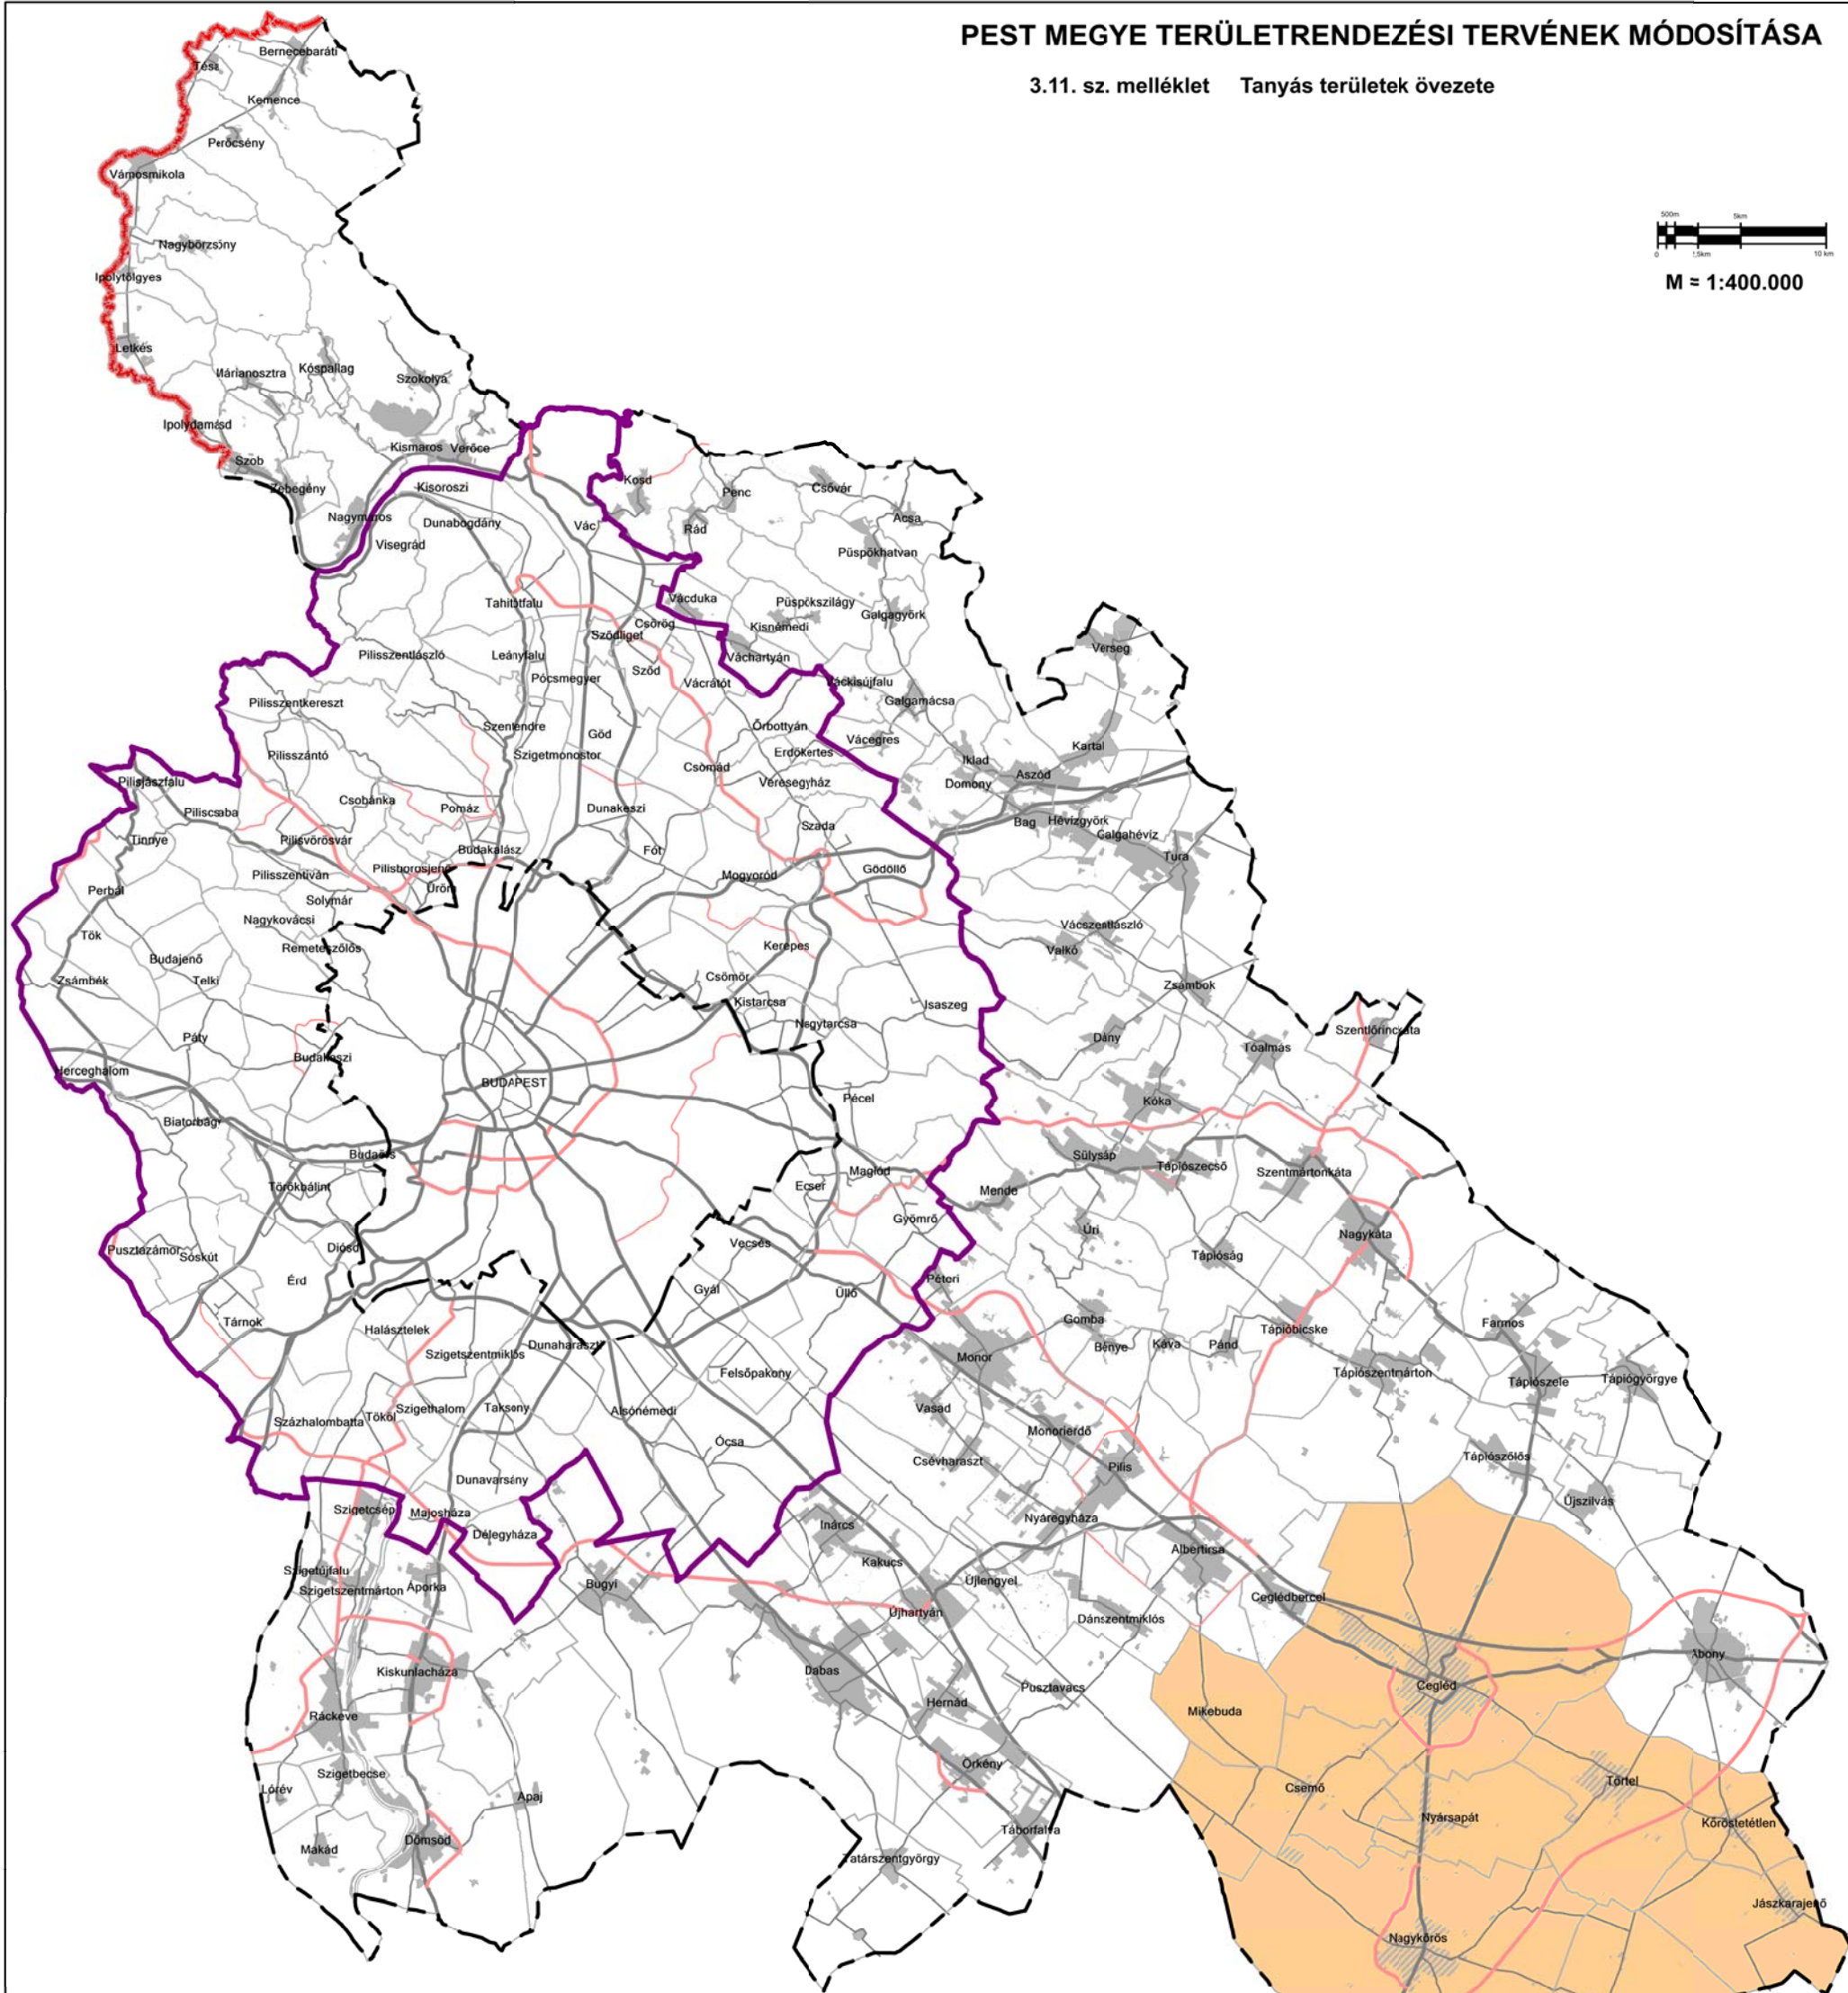 PEST MEGYE TERÜLETRENDEZÉSI TERVÉNEK MÓDOSÍTÁSA
3.11. sz. melléklet Tanyás területek övezete
500m 5km
0 10 km
M = 1:400.000
Bernecebaráti
Tésa
Kemence
Perőcsény
Vámosmikola
Nagybörzsöny
Ipolytölgyes
Letkés
Márianosztra
Kóspallag
Szokolya
Ipolydamásd
Kismaros
Verőce
Szob
Zebegény
Kisoroszi
Kosd
Penc
Csővár
Nagymaros
Dunabogdány
Vác
Rád
Acsa
Visegrád
Püspökhatvan
Tahitótfalu
Vácduka
Püspökszilágy
Galgagyörk
Csörög
Kisnémedi
Sződliget
Verseg
Pilisszentlászló
Leányfalu
Váchartyán
Pócsmegyer
Sződ
Vácrátót
Váckisújfalu
Pilisszentkereszt
Galgamácsa
Szentendre
Göd
Őrbottyán
Vácegres
Kartal
Pilisszántó
Szigetmonostor
Erdőkertes
Iklad
Csömád
Aszód
Pilisjászfalu
Veresegyház
Domony
Csobánka
Pomáz
Dunakeszi
Piliscsaba
Szada
Bag
Hévízgyörk
Galgahévíz
Tinnye
Pilisvörösvár
Budakalász
Fót
Tura
Pilisborosjenő
Gödöllő
Pilisszentiván
Mogyoród
Perbál
Üröm
Solymár
Nagykovácsi
Vácszentlászló
Tök
Remeteszőlős
Kerepes
Valkó
Budajenő
Zsámbék
Telki
Csömör
Zsámbok
Kistarcsa
Isaszeg
Nagytarcsa
Szentlőrinckáta
Páty
Dány
Tóalmás
Budakeszi
Herceghalom
BUDAPEST
Pécel
Kóka
Biatorbágy
Budaörs
Sülysáp
Tápiószecső
Szentmártonkáta
Maglód
Törökbálint
Ecser
Mende
Gyömrő
Úri
Nagykáta
Pusztazámor
Sóskút
Diósd
Vecsés
Tápióság
Érd
Gyál
Üllő
Péteri
Tárnok
Halásztelek
Gomba
Tápióbicske
Farmos
Szigetszentmiklós
Dunaharaszti
Bénye
Káva
Pánd
Monor
Felsőpakony
Tápiószentmárton
Tápiószele
Tápiógyörgye
Százhalombatta
Tököl
Szigethalom
Taksony
Alsónémedi
Vasad
Monorierdő
Ócsa
Csévharaszt
Pilis
Tápiószőlős
Dunavarsány
Újszilvás
Szigetcsép
Majosháza
Nyáregyháza
Délegyháza
Inárcs
Albertirsa
Kakucs
Szigetújfalu
Szigetszentmárton
Áporka
Bugyi
Újlengyel
Ceglédbercel
Újhartyán
Dánszentmiklós
Abony
Kiskunlacháza
Dabas
Cegléd
Pusztavacs
Hernád
Mikebuda
Ráckeve
Örkény
Szigetbecse
Csemő
Törtel
Lórév
Apaj
Nyársapát
Kőröstetétlen
Táborfalva
Dömsöd
Makád
Tatárszentgyörgy
Jászkarajenő
Nagykőrös